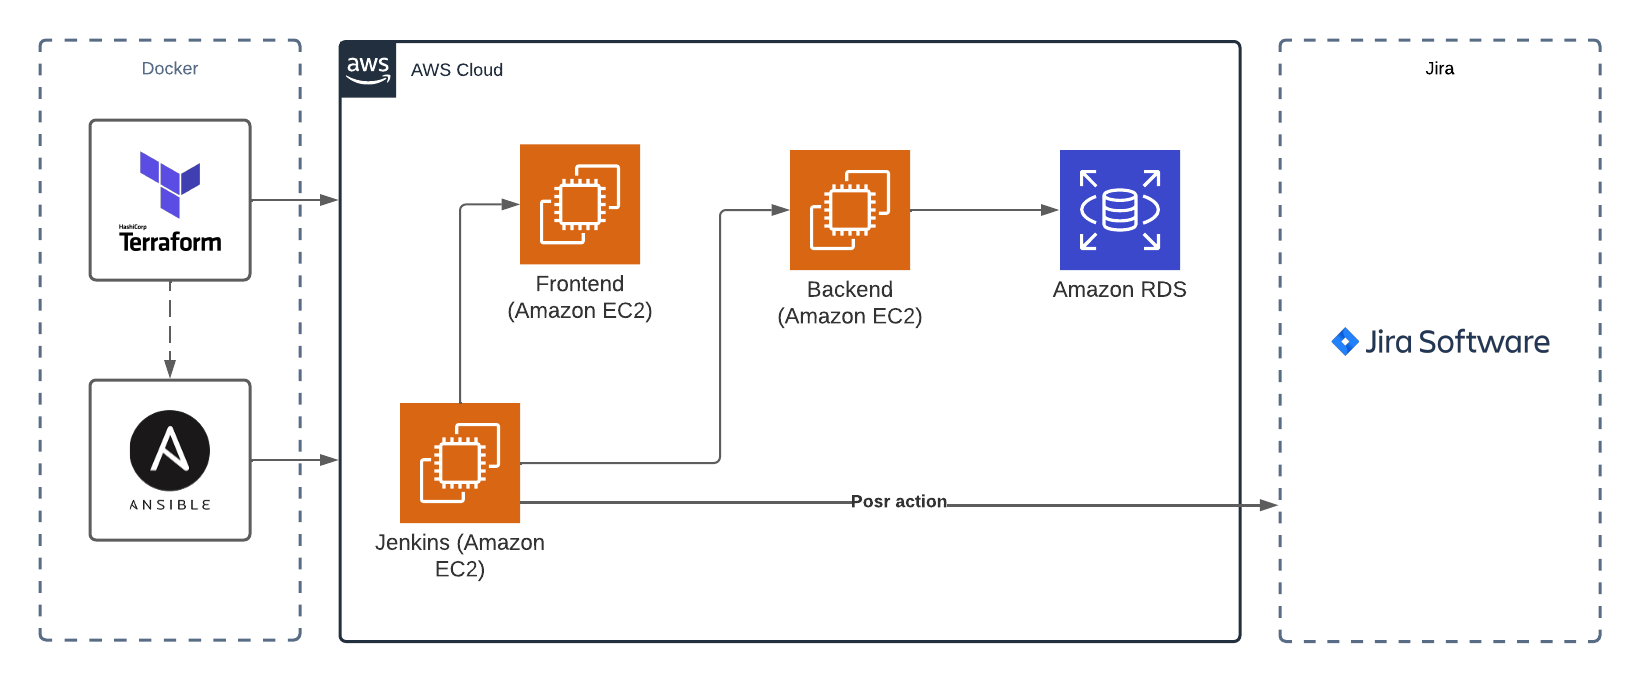 Docker
HashiCorp
Terraform
ANSIBLE
aws
AWS Cloud
Frontend
(Amazon EC2)
Backend
(Amazon EC2)
Amazon RDS
Jenkins (Amazon
EC2)
Posr action
Jira
Jira Software